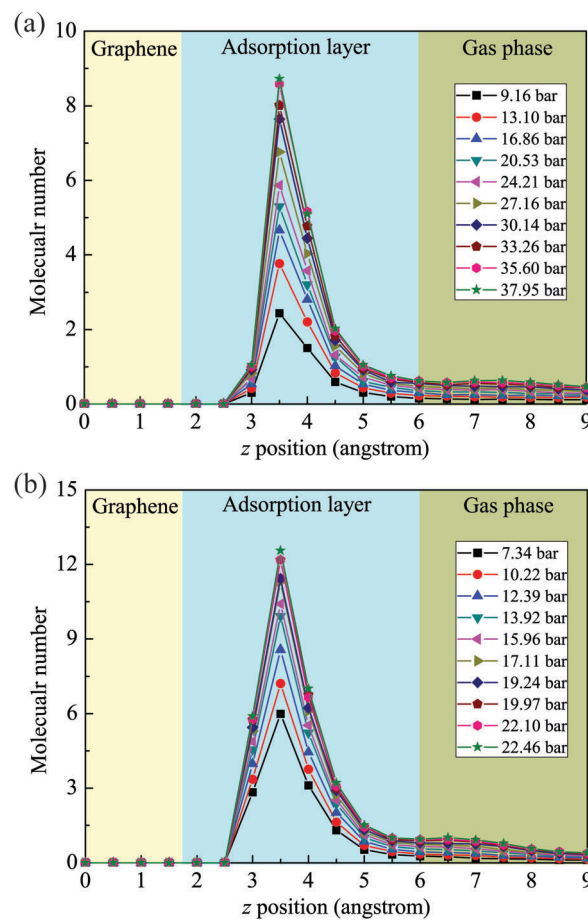 (a)
Graphene Adsorption layer Gas phase
10
8
6
4
2
0
Molecualr number
9.16 bar
13.10 bar
16.86 bar
20.53 bar
24.21 bar
27.16 bar
30.14 bar
33.26 bar
35.60 bar
37.95 bar
0 1 2 3 4 5 6 7 8 9
z position (angstrom)
(b)
Graphene Adsorption layer Gas phase
15
12
9
6
3
0
Molecualr number
7.34 bar
10.22 bar
12.39 bar
13.92 bar
15.96 bar
17.11 bar
19.24 bar
19.97 bar
22.10 bar
22.46 bar
0 1 2 3 4 5 6 7 8 9
z position (angstrom)